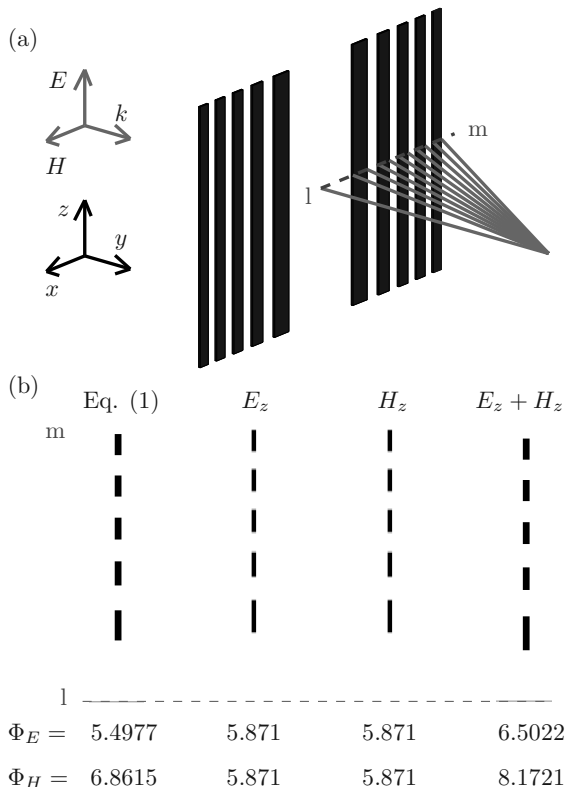 (a)
E
k
H
z
y
x
m
l
(b)
Eq. (1) E_z H_z E_z + H_z
m
l
Φ_E = 5.4977 5.871 5.871 6.5022
Φ_H = 6.8615 5.871 5.871 8.1721